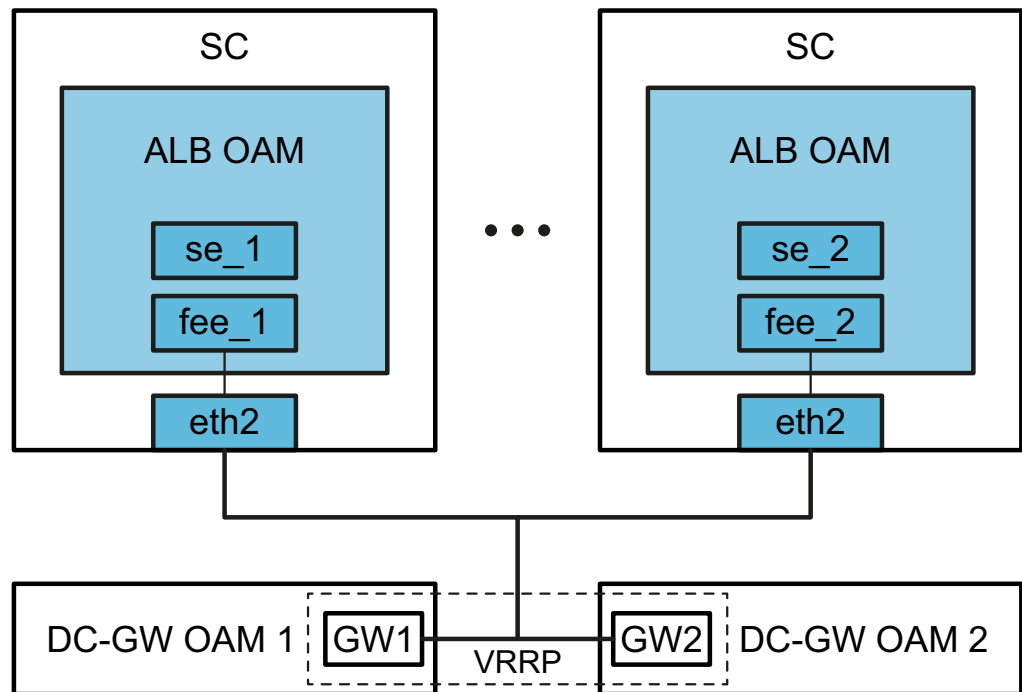 SC
ALB OAM
se_1
fee_1
eth2
SC
ALB OAM
se_2
fee_2
eth2
DC-GW OAM 1
GW1
VRRP
GW2
DC-GW OAM 2